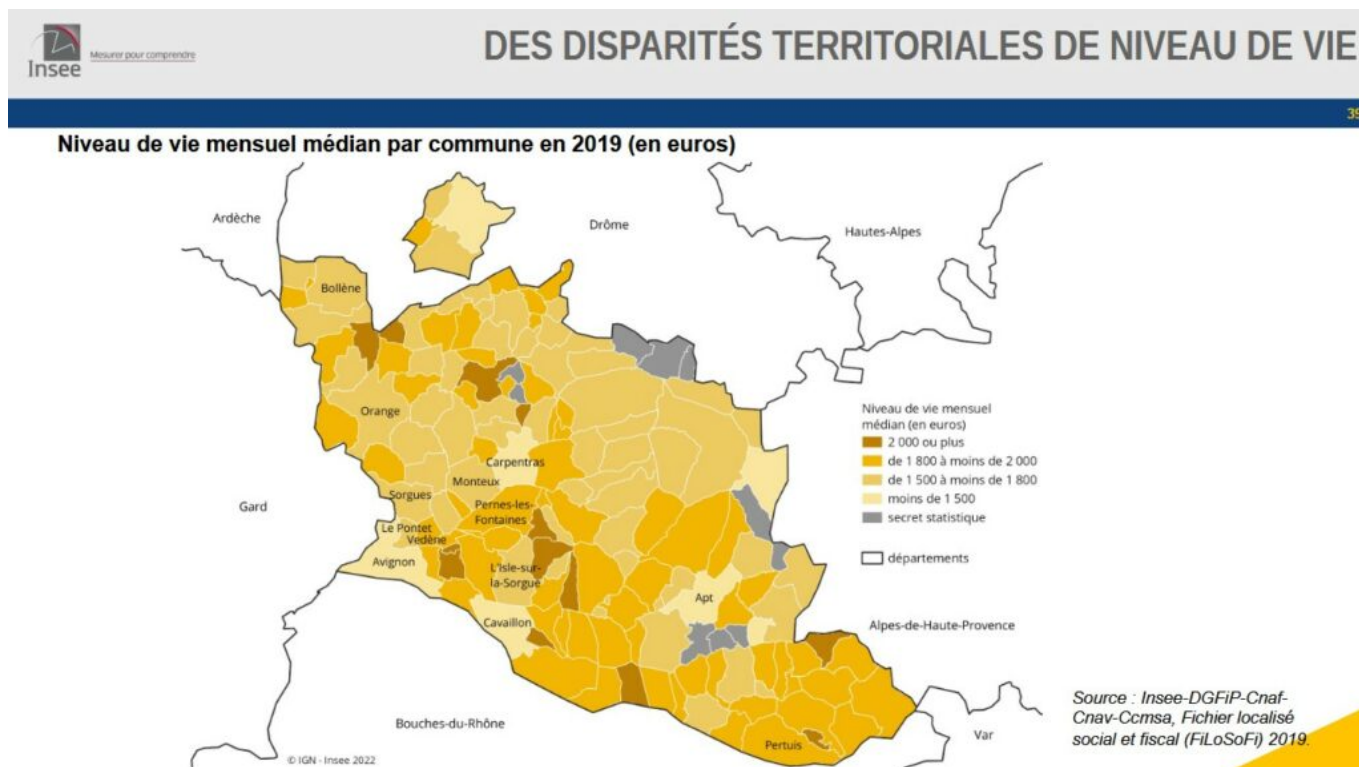 Insee
Mesurer pour comprendre
DES DISPARITÉS TERRITORIALES DE NIVEAU DE VIE
39
Niveau de vie mensuel médian par commune en 2019 (en euros)
Ardèche
Drôme
Hautes-Alpes
Bollène
Orange
Carpentras
Monteux
Sorgues
Pernes-les-
Fontaines
Gard
Le Pontet
Vedène
Avignon
L'Isle-sur-
la-Sorgue
Apt
Cavaillon
Alpes-de-Haute-Provence
Bouches-du-Rhône
Pertuis
Var
Niveau de vie mensuel
médian (en euros)
2 000 ou plus
de 1 800 à moins de 2 000
de 1 500 à moins de 1 800
moins de 1 500
secret statistique
départements
Source : Insee-DGFiP-Cnaf-
Cnav-Ccmsa, Fichier localisé
social et fiscal (FiLoSoFi) 2019.
© IGN - Insee 2022